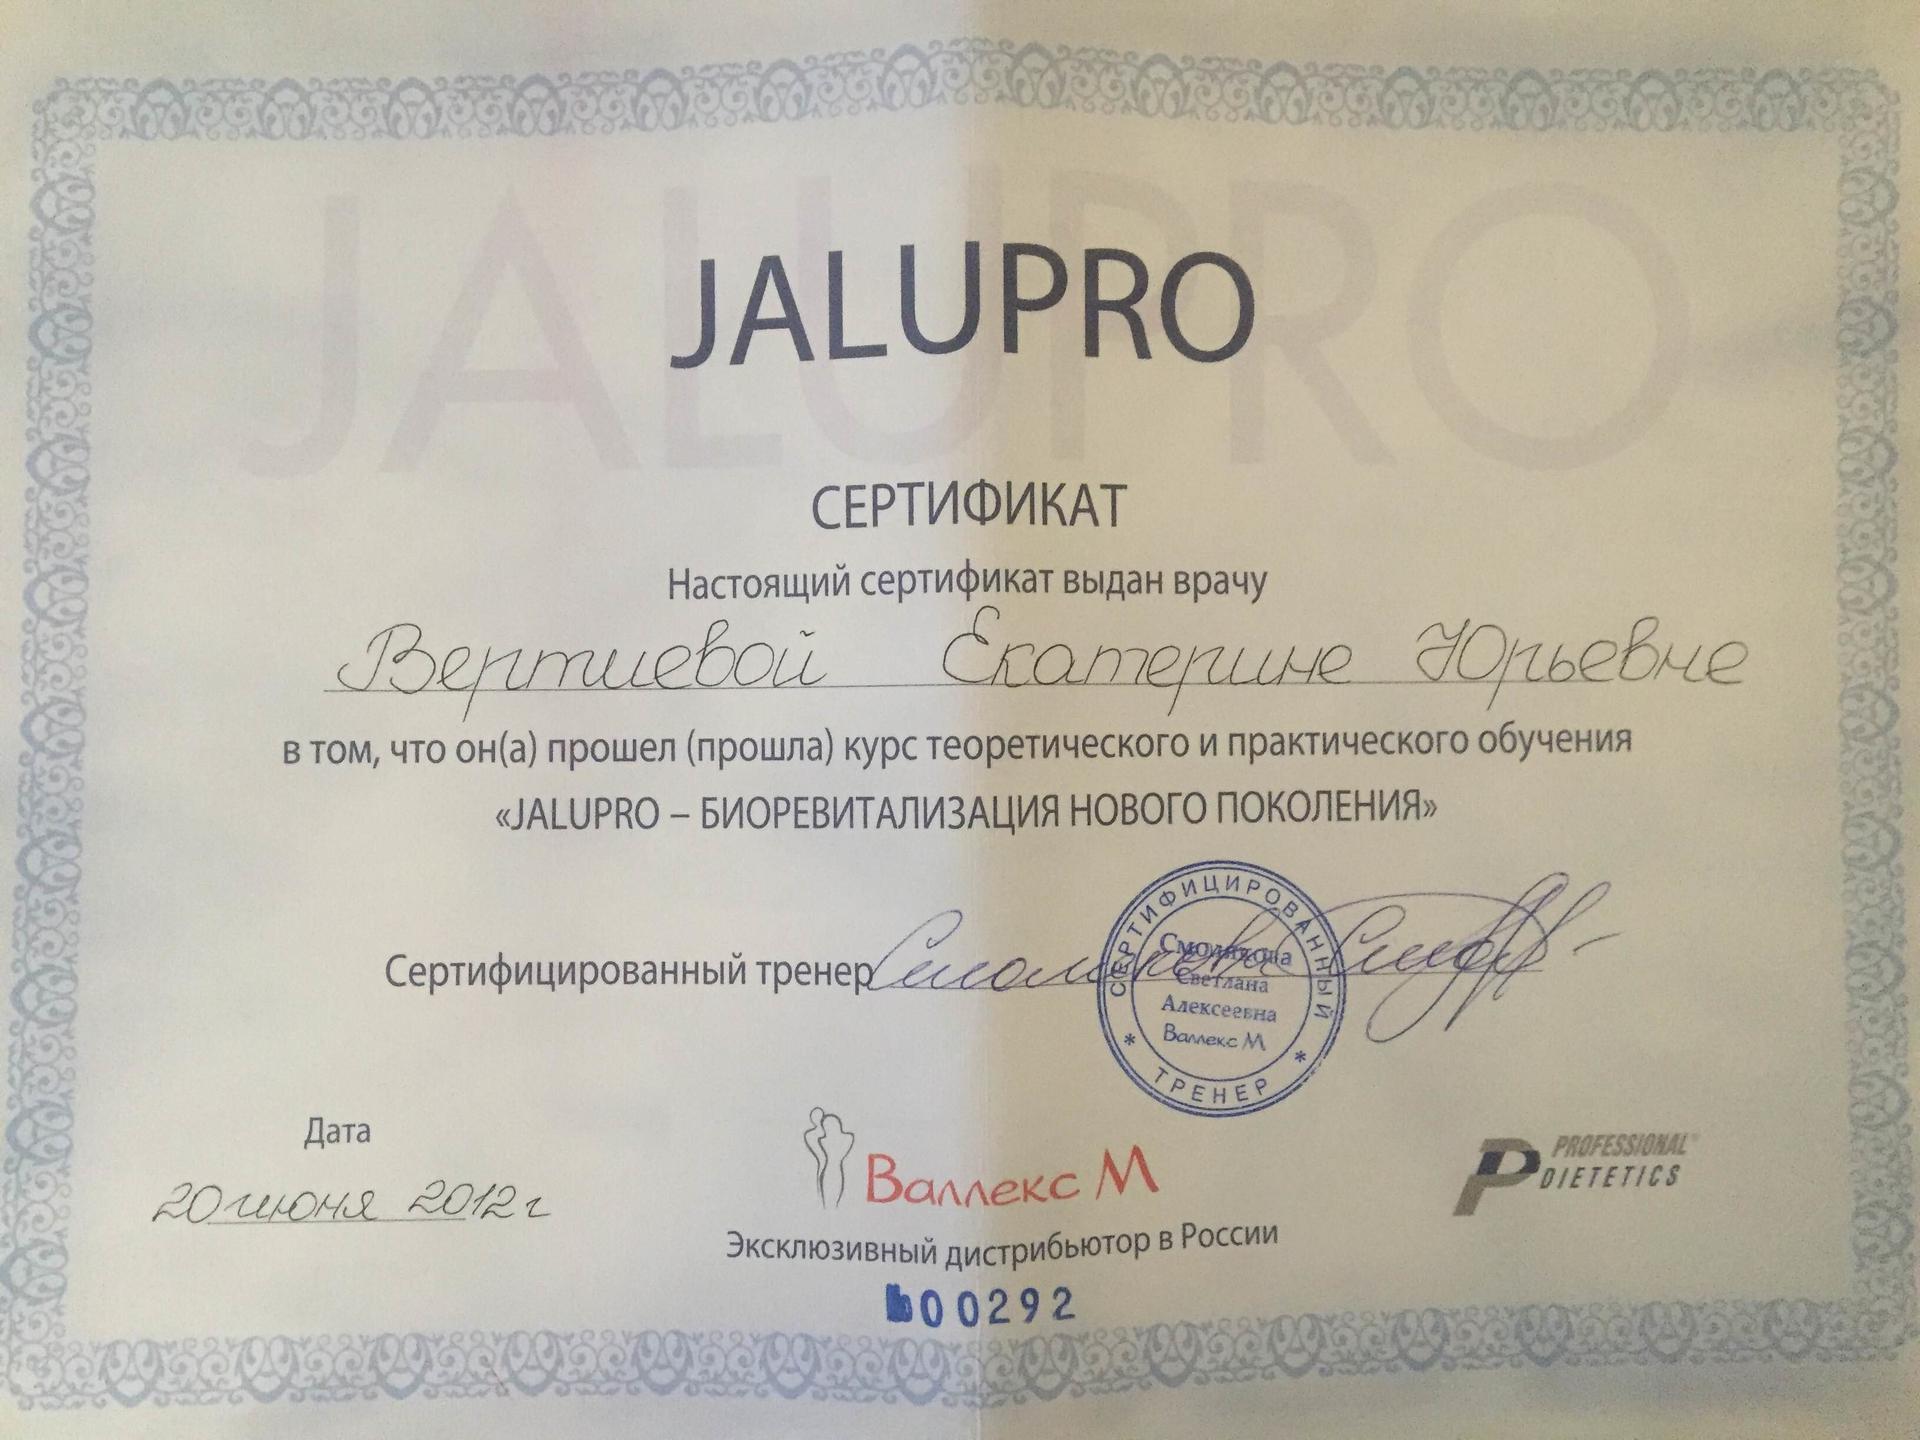 JALUPRO
JALUPRO
СЕРТИФИКАТ
Настоящий сертификат выдан врачу
Вертиевой Екатерине Юрьевне
в том, что он(а) прошел (прошла) курс теоретического и практического обучения
«JALUPRO – БИОРЕВИТАЛИЗАЦИЯ НОВОГО ПОКОЛЕНИЯ»
Сертифицированный тренер
СЕРТИФИЦИРОВАННЫЙ
Светлана
Алексеевна
Валлекс М
* ТРЕНЕР *
Дата
20 июня 2012 г
Валлекс М
Эксклюзивный дистрибьютор в России
PROFESSIONAL
DIETETICS
00292